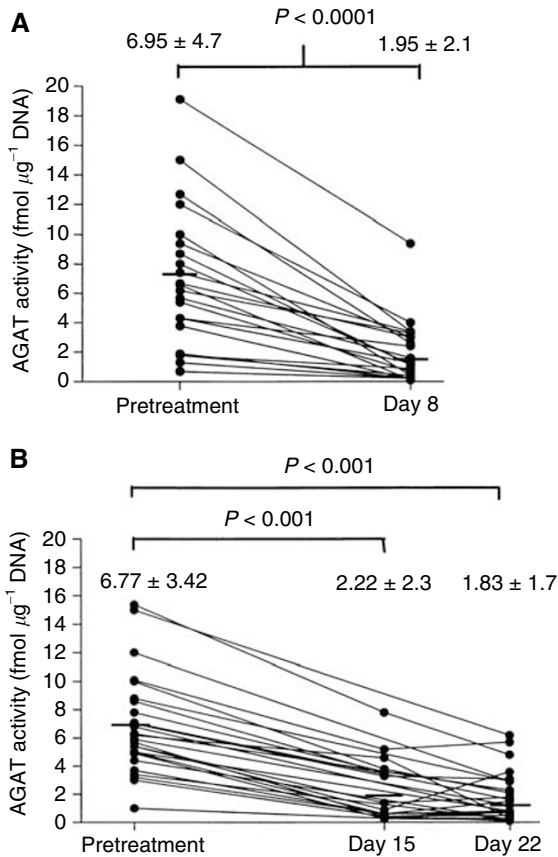 A
P < 0.0001
6.95 ± 4.7
1.95 ± 2.1
AGAT activity (fmol μg⁻¹ DNA)
20
18
16
14
12
10
8
6
4
2
0
Pretreatment
Day 8
B
P < 0.001
P < 0.001
6.77 ± 3.42
2.22 ± 2.3
1.83 ± 1.7
AGAT activity (fmol μg⁻¹ DNA)
20
18
16
14
12
10
8
6
4
2
0
Pretreatment
Day 15
Day 22